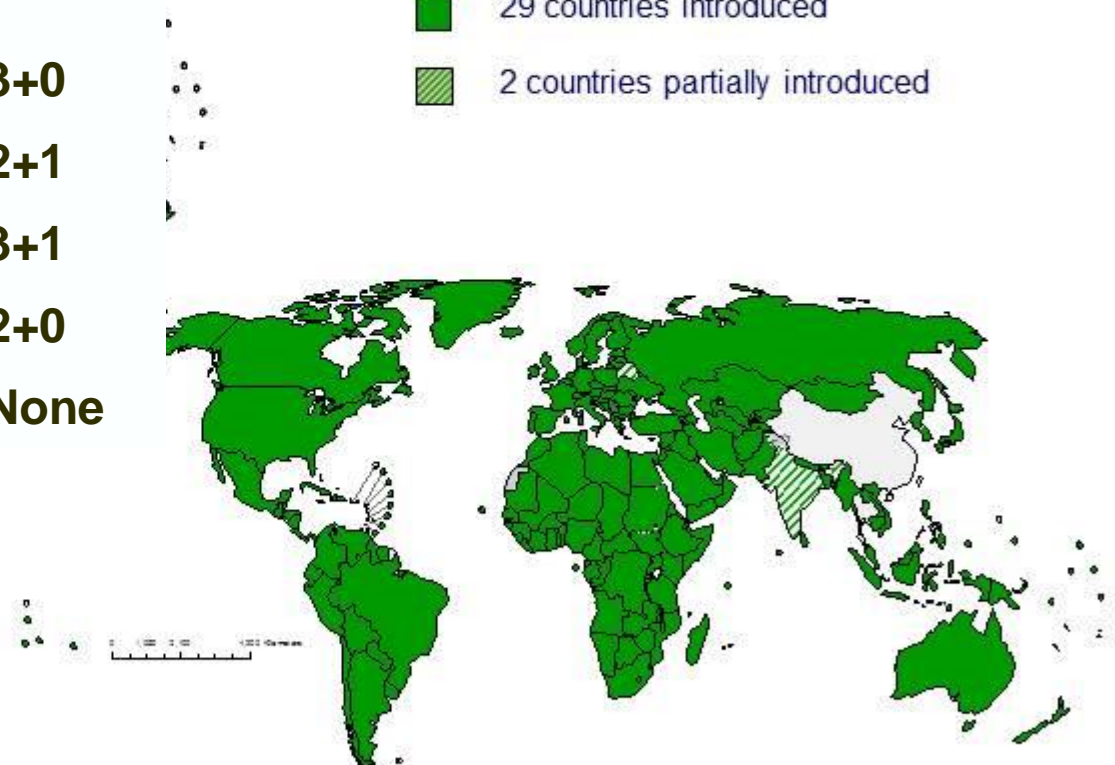 29 countries introduced
2 countries partially introduced
3+0
2+1
3+1
2+0
None